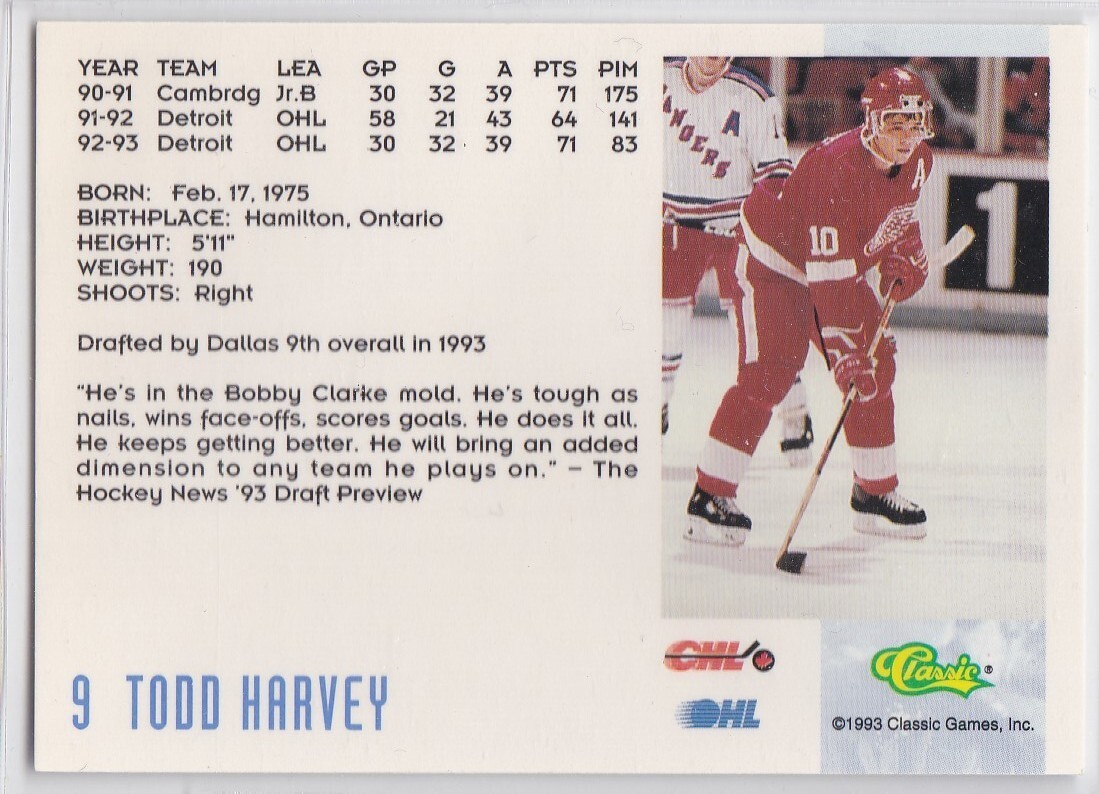 YEAR TEAM LEA GP G A PTS PIM
90-91 Cambrdg Jr.B 30 32 39 71 175
91-92 Detroit OHL 58 21 43 64 141
92-93 Detroit OHL 30 32 39 71 83
BORN: Feb. 17, 1975
BIRTHPLACE: Hamilton, Ontario
HEIGHT: 5'11"
WEIGHT: 190
SHOOTS: Right
Drafted by Dallas 9th overall in 1993
"He's in the Bobby Clarke mold. He's tough as
nails, wins face-offs, scores goals. He does it all.
He keeps getting better. He will bring an added
dimension to any team he plays on." – The
Hockey News '93 Draft Preview
9 TODD HARVEY
ANGERS
A
A
10
1
CHL
OHL
Classic®
©1993 Classic Games, Inc.